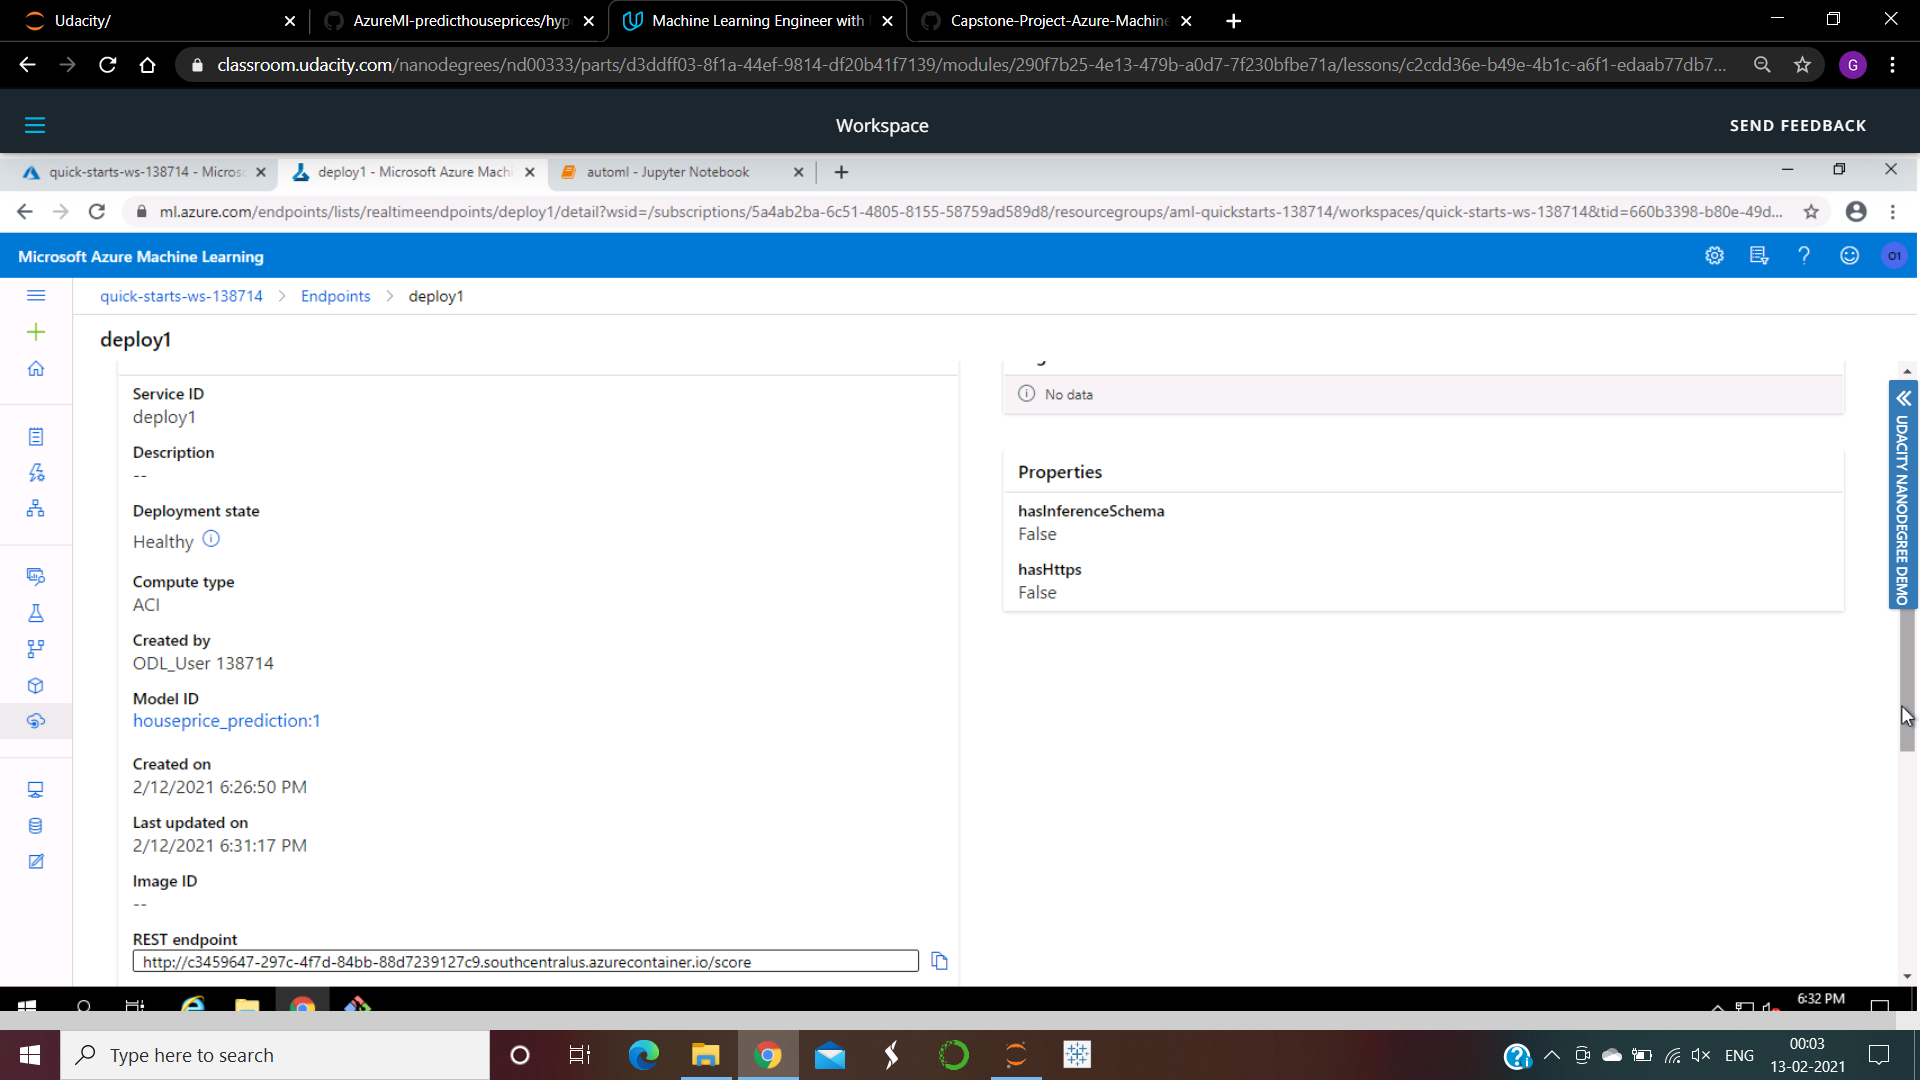 Udacity/
AzureMl-predicthouseprices/hyp
Machine Learning Engineer with
Capstone-Project-Azure-Machine
classroom.udacity.com/nanodegrees/nd00333/parts/d3ddff03-8f1a-44ef-9814-df20b41f7139/modules/290f7b25-4e13-479b-a0d7-7f230bfbe71a/lessons/c2cdd36e-b49e-4b1c-a6f1-edaab77db7...
G
Workspace
SEND FEEDBACK
quick-starts-ws-138714 - Micros
deploy1 - Microsoft Azure Machi
automl - Jupyter Notebook
ml.azure.com/endpoints/lists/realtimeendpoints/deploy1/detail?wsid=/subscriptions/5a4ab2ba-6c51-4805-8155-58759ad589d8/resourcegroups/aml-quickstarts-138714/workspaces/quick-starts-ws-138714&tid=660b3398-b80e-49d...
Microsoft Azure Machine Learning
O1
quick-starts-ws-138714 > Endpoints > deploy1
deploy1
Service ID
deploy1
Description
--
Deployment state
Healthy
Compute type
ACI
Created by
ODL_User 138714
Model ID
houseprice_prediction:1
Created on
2/12/2021 6:26:50 PM
Last updated on
2/12/2021 6:31:17 PM
Image ID
--
REST endpoint
http://c3459647-297c-4f7d-84bb-88d7239127c9.southcentralus.azurecontainer.io/score
No data
Properties
hasInferenceSchema
False
hasHttps
False
UDACITY NANODEGREE DEMO
6:32 PM
Type here to search
ENG
00:03
13-02-2021